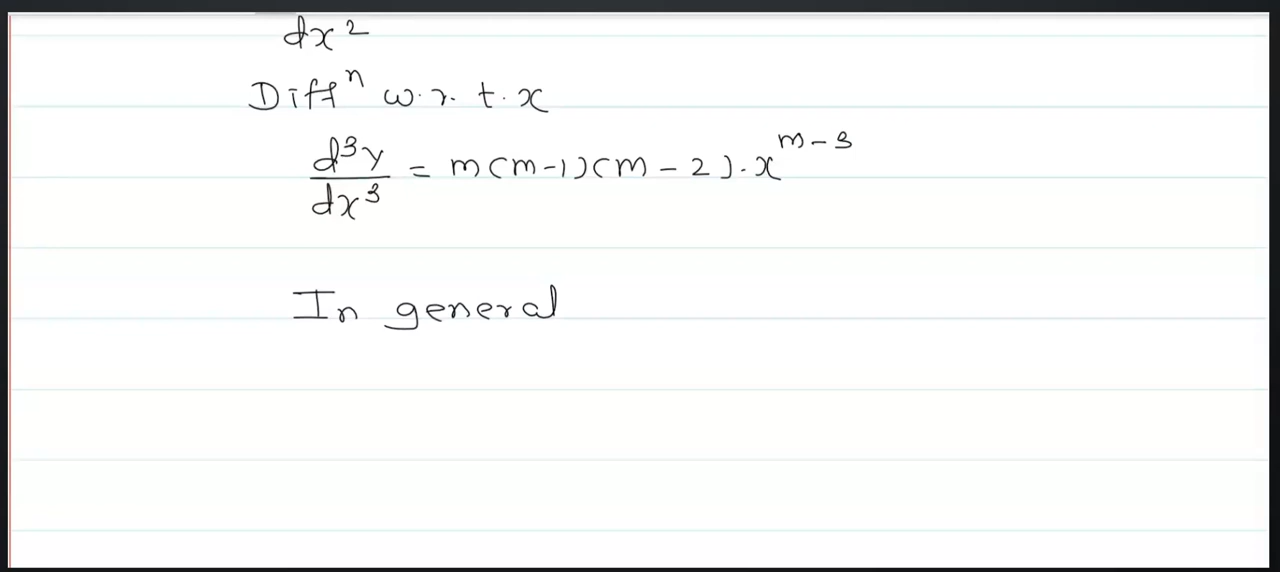 dx²
Diffⁿ w.r. t. x
d³y/dx³ = m(m-1)(m-2).x^(m-3)
In general